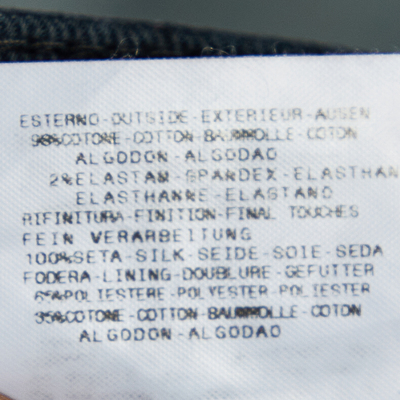 ESTERNO-OUTSIDE-EXTERIEUR-AUSEN
98%COTONE-COTTON-BAUMWOLLE-COTON
ALGODON-ALGODAO
2%ELASTAM-SPANDEX-ELASTHAN
ELASTHANNE-ELASTANO
RIFINITURA-FINITION-FINAL TOUCHES
FEIN VERARBEITUNG
100%SETA-SILK-SEIDE-SOIE-SEDA
FODERA-LINING-DOUBLURE-GEFUTTER
65%POLIESTERE-POLYESTER-POLIESTER
35%COTONE-COTTON-BAUMWOLLE-COTON
ALGODON-ALGODAO